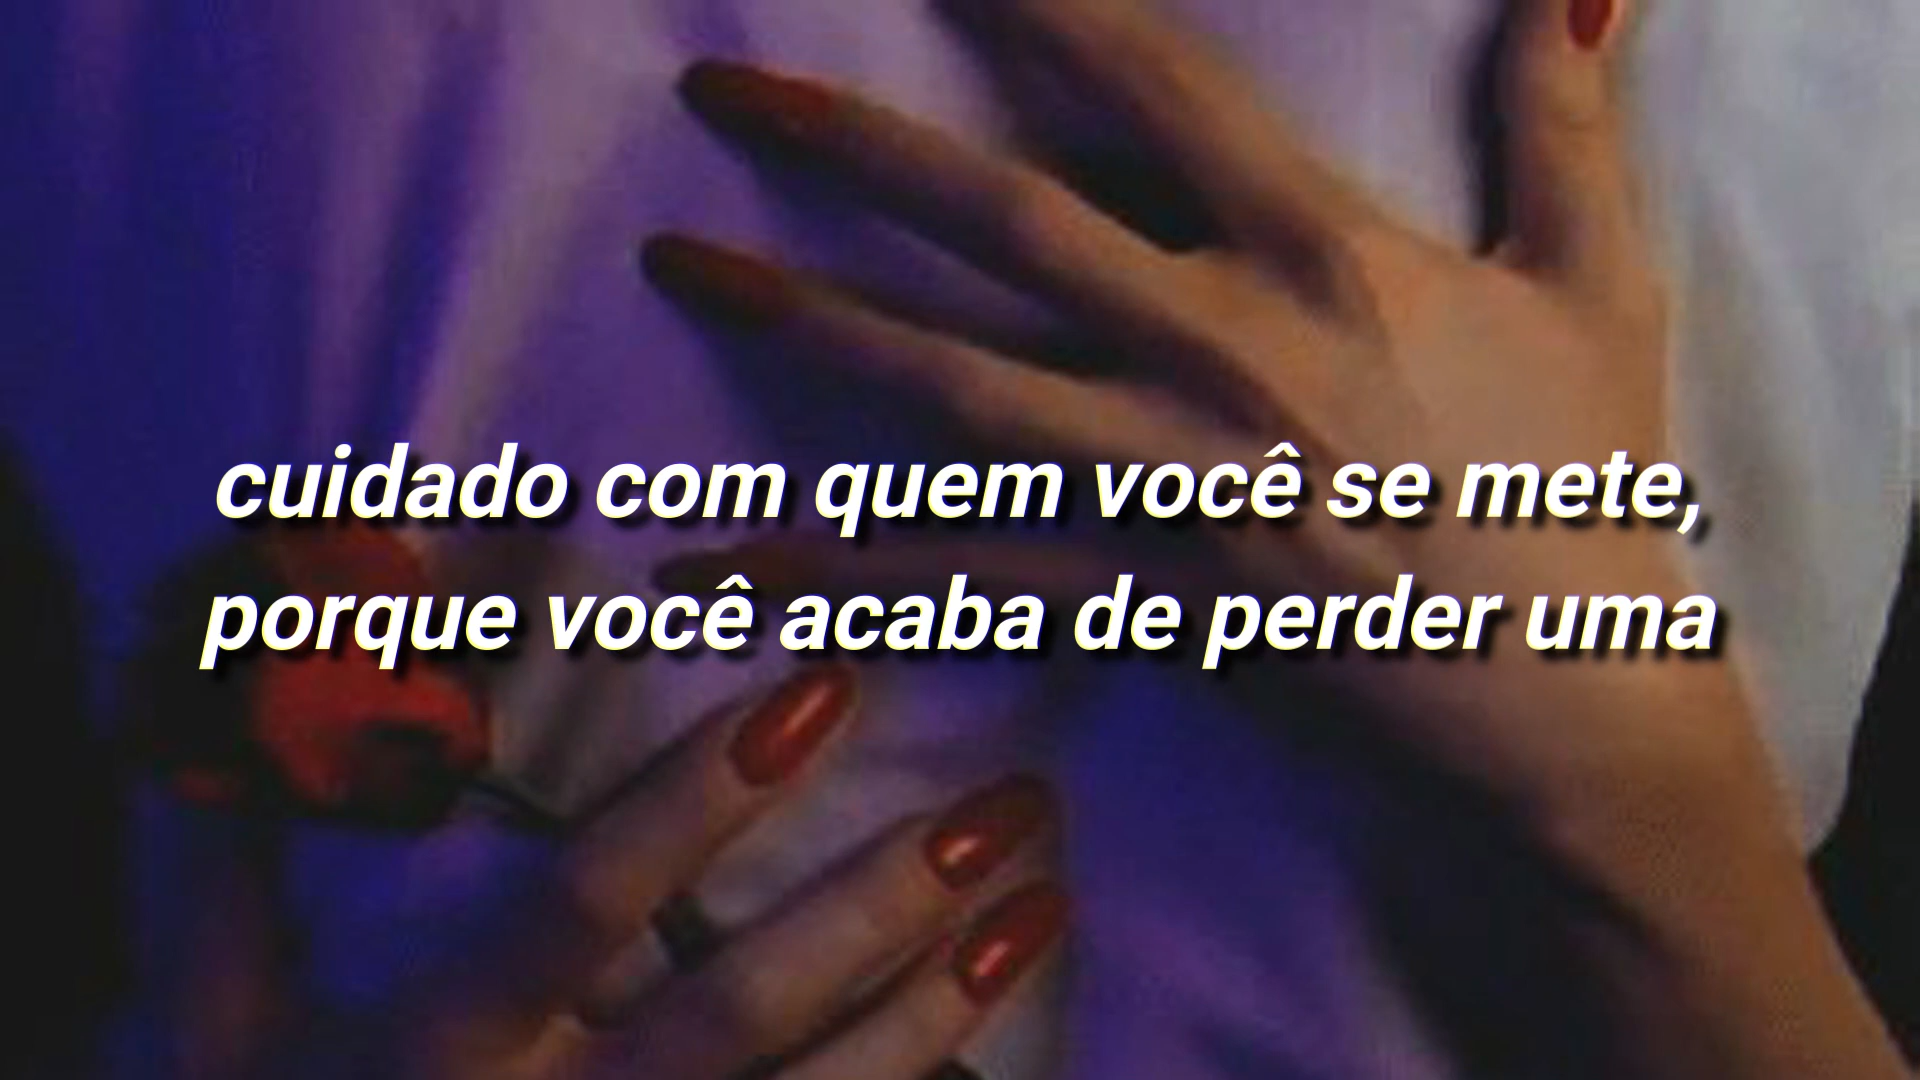 cuidado com quem você se mete,
porque você acaba de perder uma